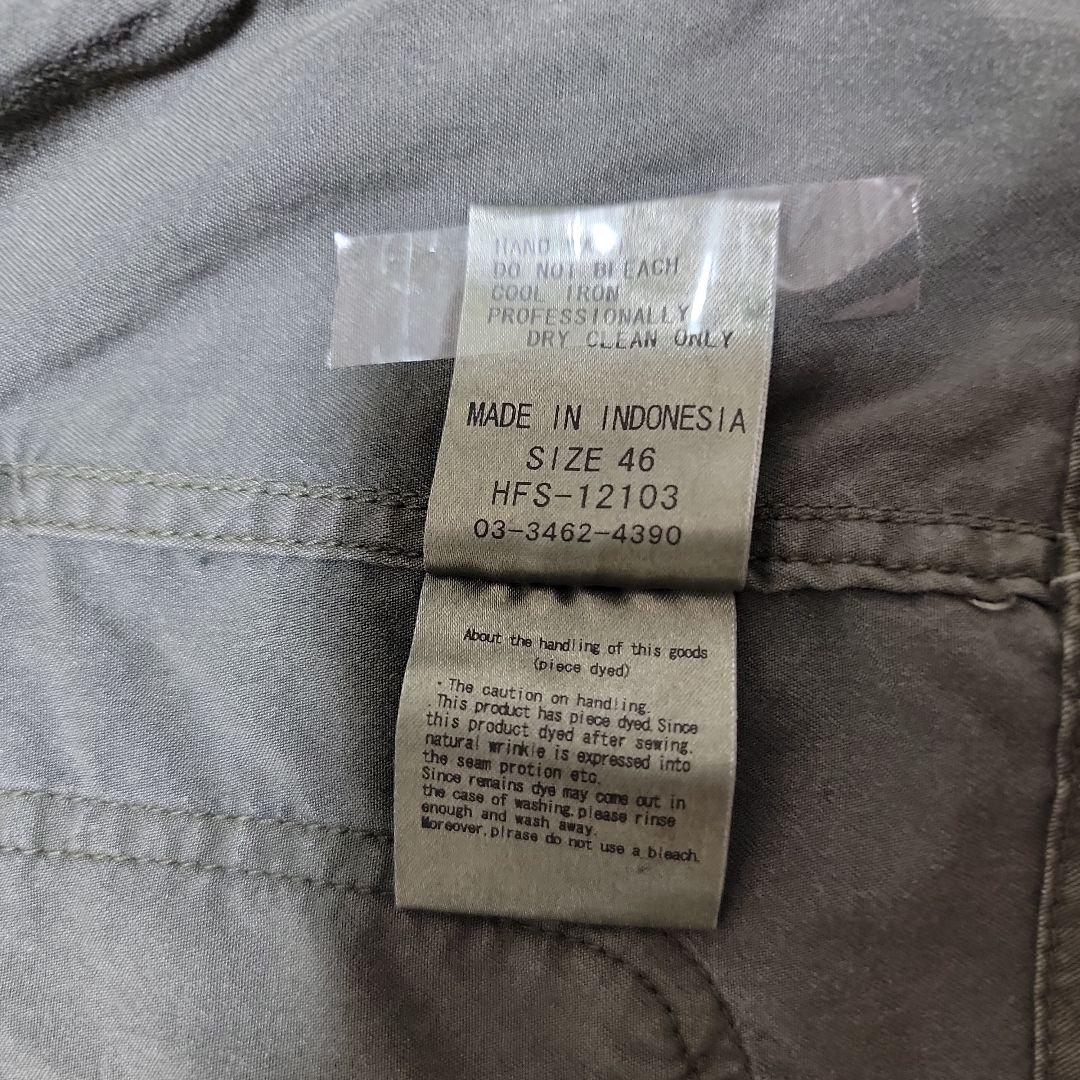 HAND WASH
DO NOT BLEACH
COOL IRON
PROFESSIONALLY
DRY CLEAN ONLY
MADE IN INDONESIA
SIZE 46
HFS-12103
03-3462-4390
About the handling of this goods
(piece dyed)
・The caution on handling.
.This product has piece dyed. Since
this product dyed after sewing,
natural wrinkle is expressed into
the seam protion etc.
Since remains dye may come out in
the case of washing, please rinse
enough and wash away.
Moreover, plrase do not use a bleach.